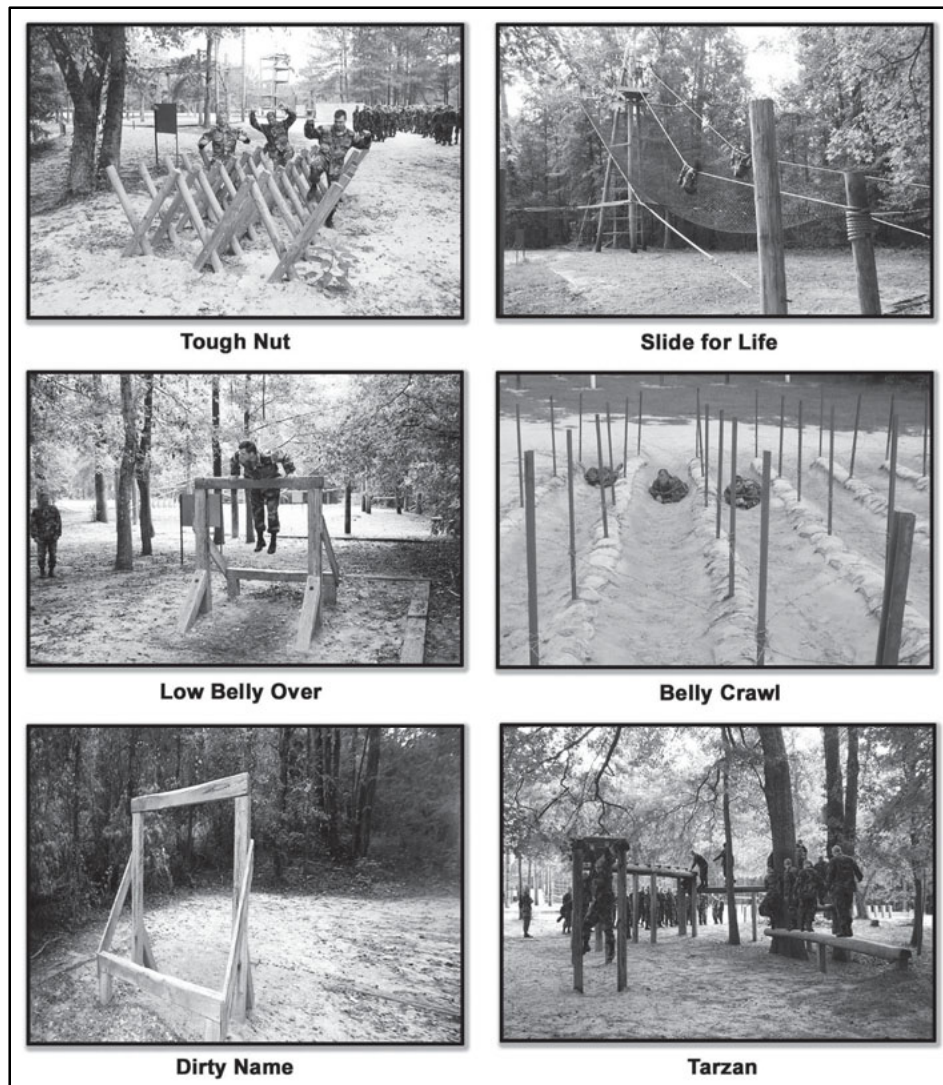 Tough Nut
Slide for Life
Low Belly Over
Belly Crawl
Dirty Name
Tarzan